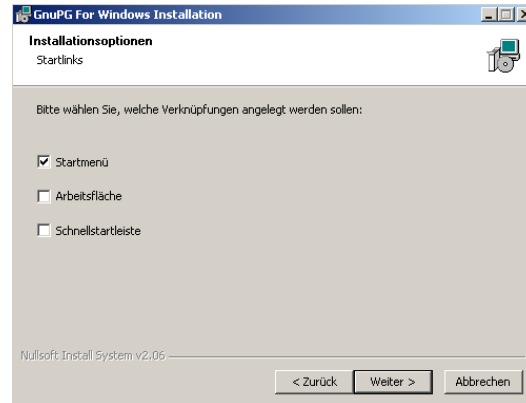 GnuPG For Windows Installation
Installationsoptionen
Startlinks
Bitte wählen Sie, welche Verknüpfungen angelegt werden sollen:
Startmenü
Arbeitsfläche
Schnellstartleiste
Nullsoft Install System v2.06
< Zurück Weiter > Abbrechen